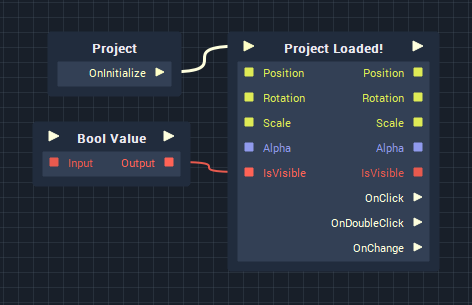 Project
OnInitialize
Bool Value
Input Output
Project Loaded!
Position Position
Rotation Rotation
Scale Scale
Alpha Alpha
IsVisible IsVisible
OnClick
OnDoubleClick
OnChange